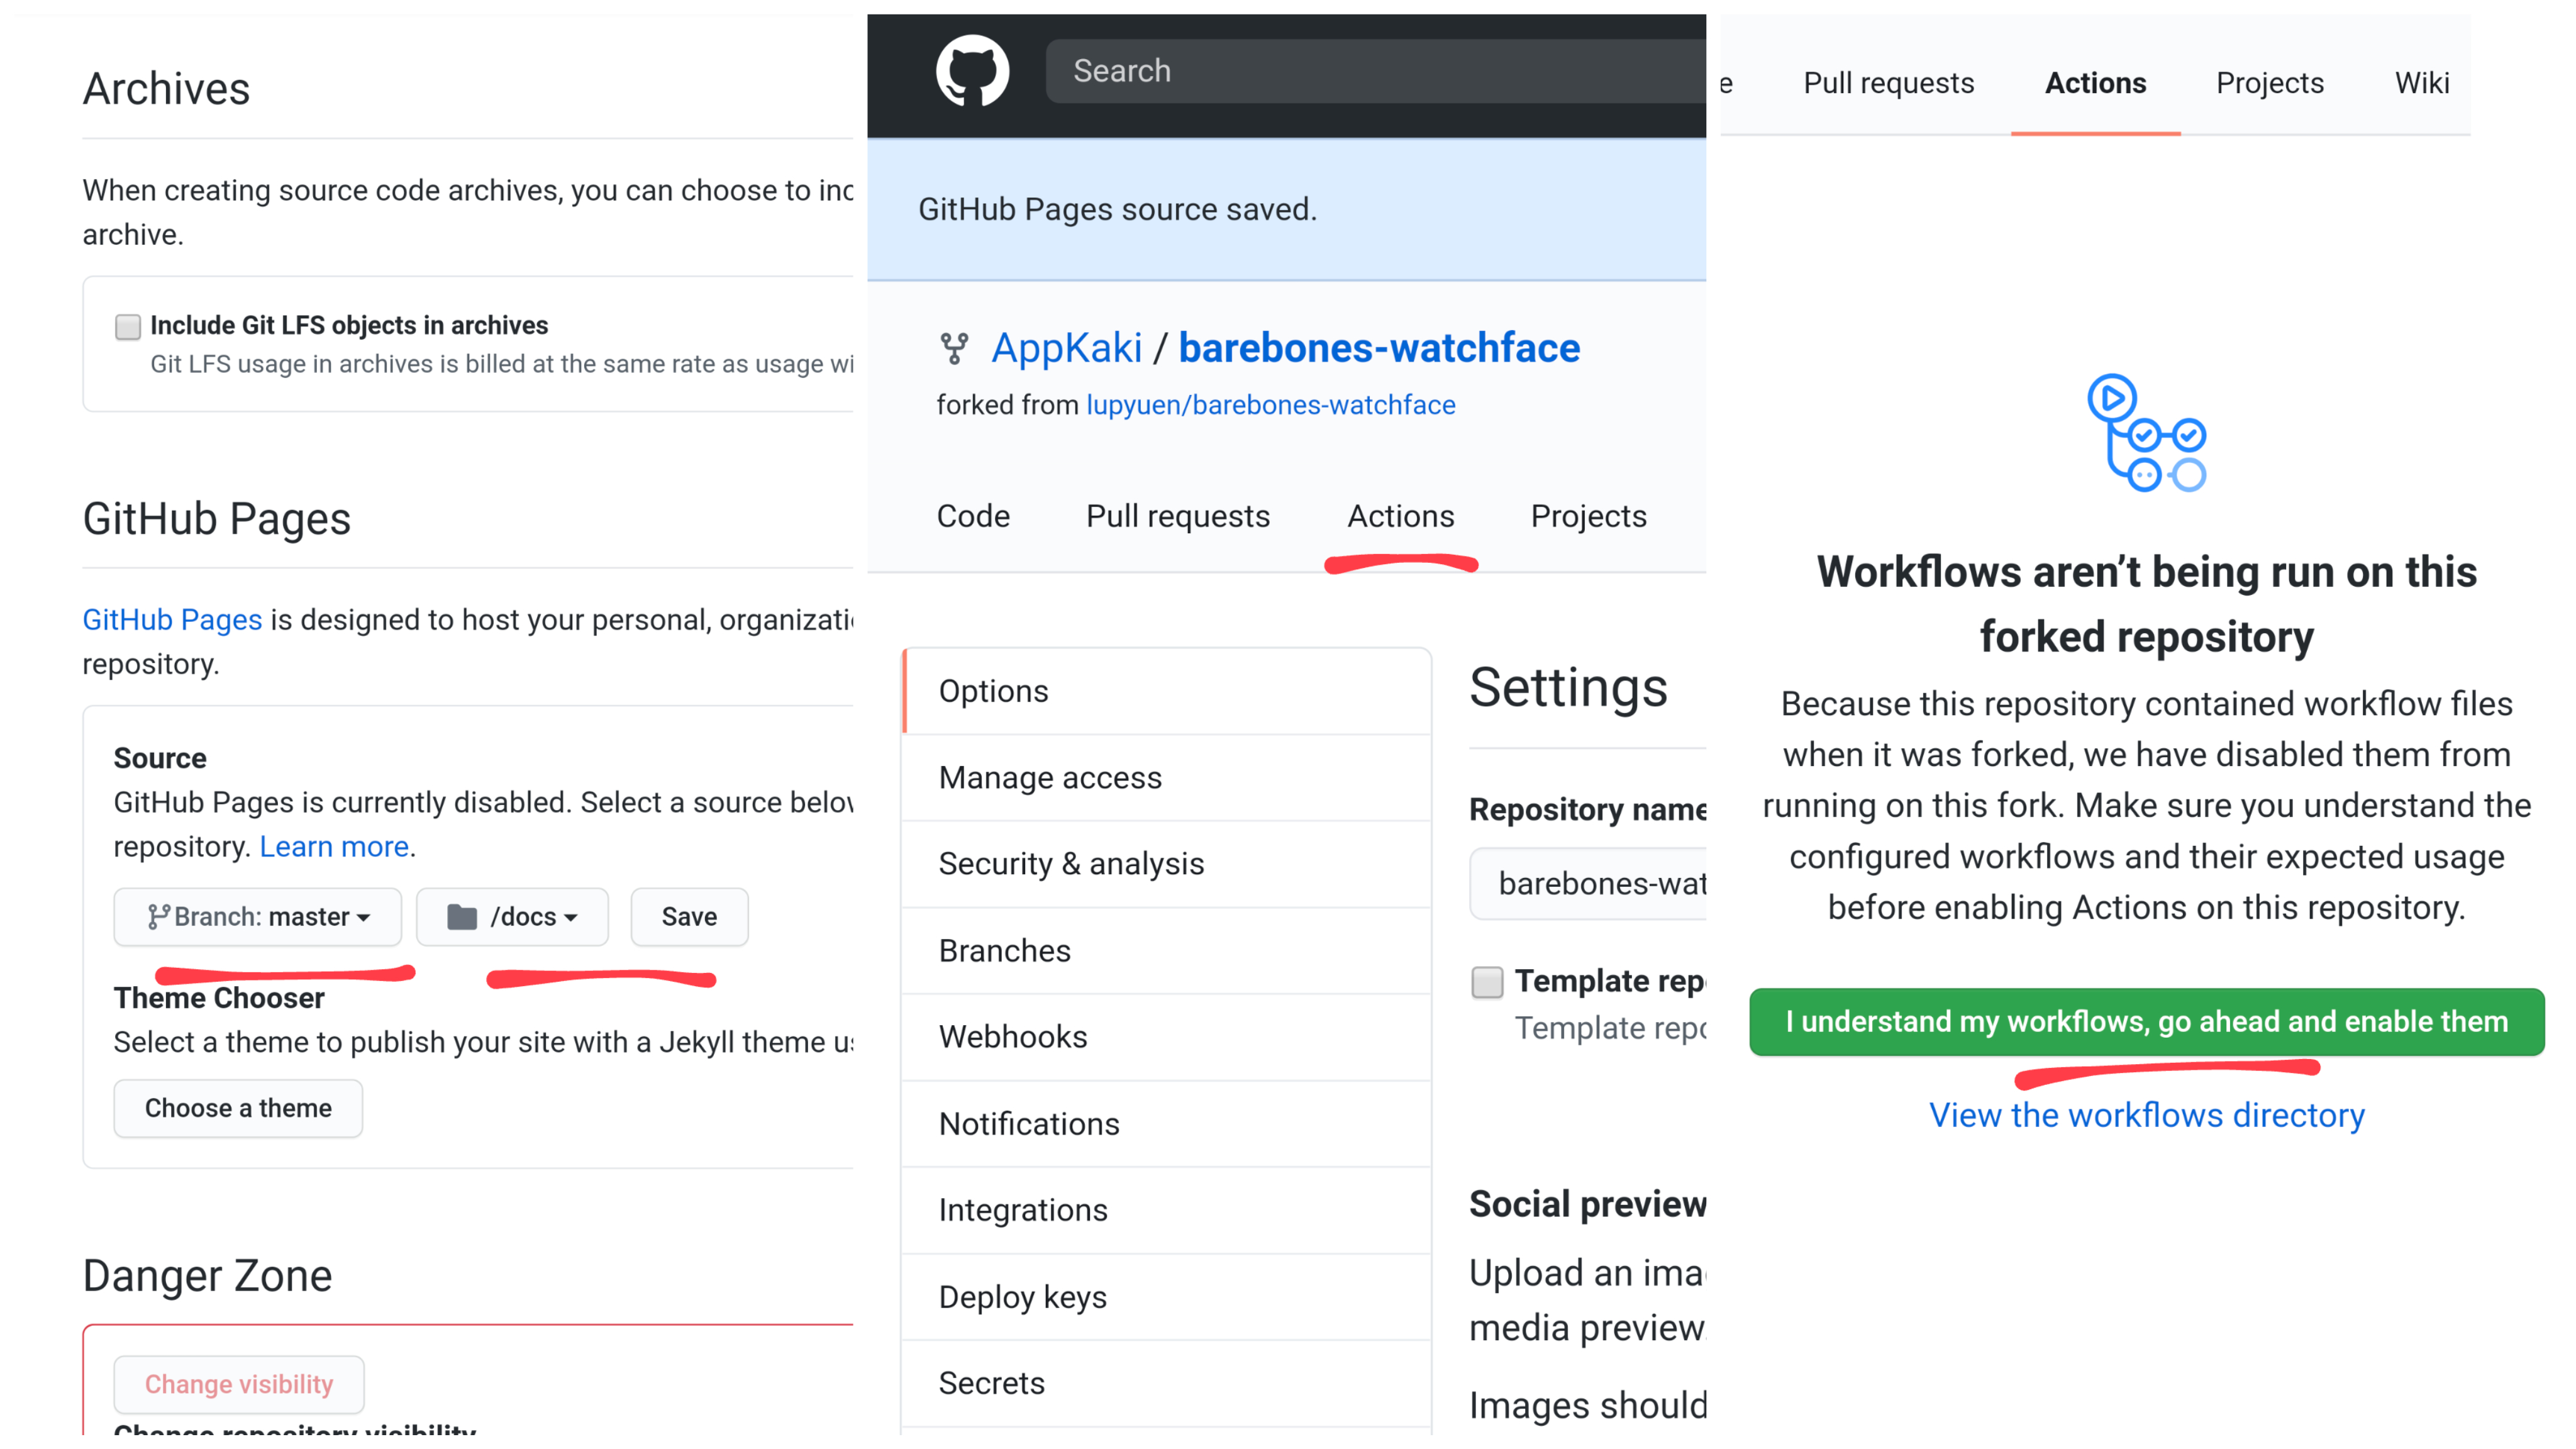 Archives
When creating source code archives, you can choose to inc
archive.
Include Git LFS objects in archives
Git LFS usage in archives is billed at the same rate as usage wi
GitHub Pages
GitHub Pages is designed to host your personal, organizati
repository.
Source
GitHub Pages is currently disabled. Select a source below
repository. Learn more.
Branch: master /docs Save
Theme Chooser
Select a theme to publish your site with a Jekyll theme us
Choose a theme
Danger Zone
Change visibility
Change repository visibility
Search
GitHub Pages source saved.
AppKaki / barebones-watchface
forked from lupyuen/barebones-watchface
Code Pull requests Actions Projects
Options
Manage access
Security & analysis
Branches
Webhooks
Notifications
Integrations
Deploy keys
Secrets
Settings
Repository name
barebones-wat
Template rep
Template repo
Social preview
Upload an ima
media preview.
Images should
e Pull requests Actions Projects Wiki
Workflows aren't being run on this
forked repository
Because this repository contained workflow files
when it was forked, we have disabled them from
running on this fork. Make sure you understand the
configured workflows and their expected usage
before enabling Actions on this repository.
I understand my workflows, go ahead and enable them
View the workflows directory